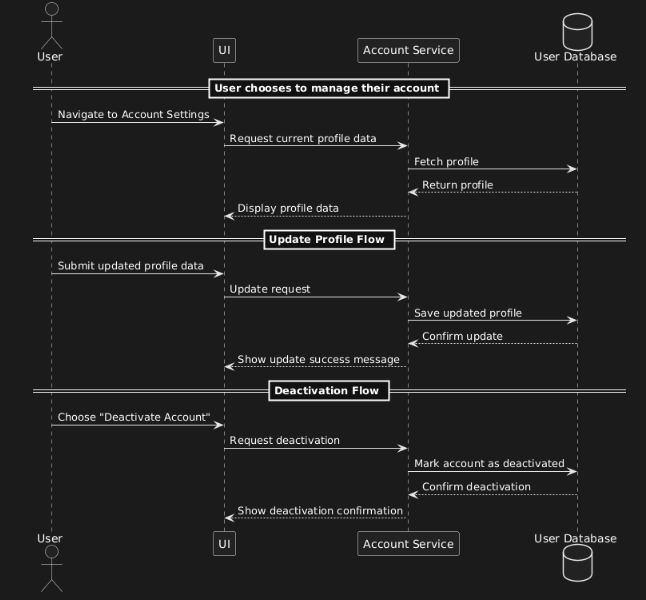 User
UI
Account Service
User Database
User chooses to manage their account
Navigate to Account Settings
Request current profile data
Fetch profile
Return profile
Display profile data
Update Profile Flow
Submit updated profile data
Update request
Save updated profile
Confirm update
Show update success message
Deactivation Flow
Choose "Deactivate Account"
Request deactivation
Mark account as deactivated
Confirm deactivation
Show deactivation confirmation
User
UI
Account Service
User Database